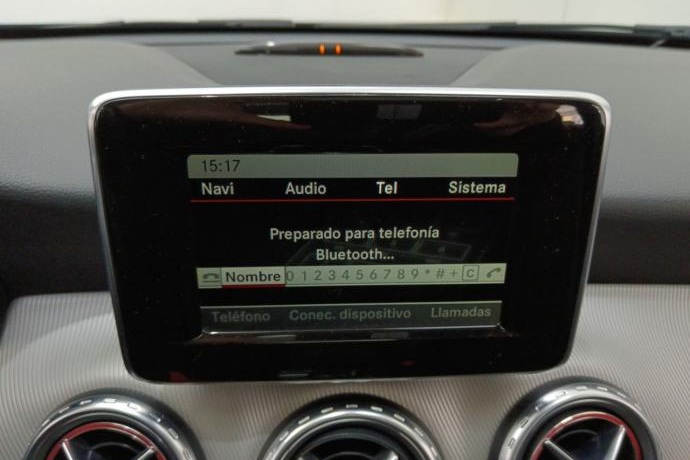 15:17
Navi Audio Tel Sistema
Preparado para telefonía
Bluetooth...
Nombre 0 1 2 3 4 5 6 7 8 9 * # + C
Teléfono Conec. dispositivo Llamadas